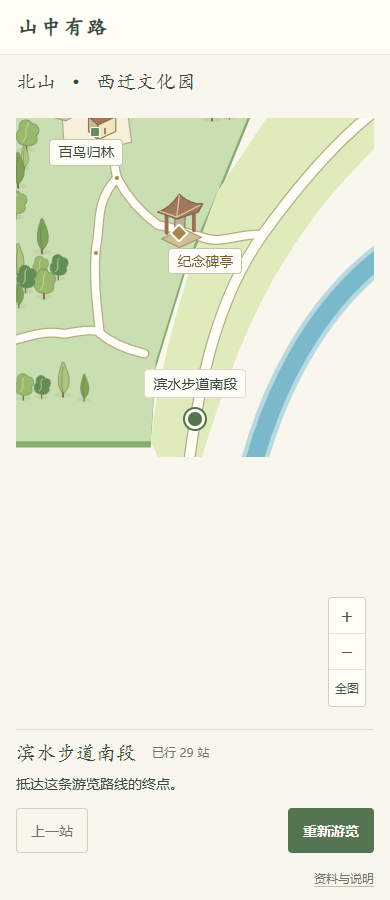 山中有路
北山 • 西迁文化园
百鸟归林
纪念碑亭
滨水步道南段
+
−
全图
滨水步道南段 已行 29 站
抵达这条游览路线的终点。
上一站 重新游览
资料与说明